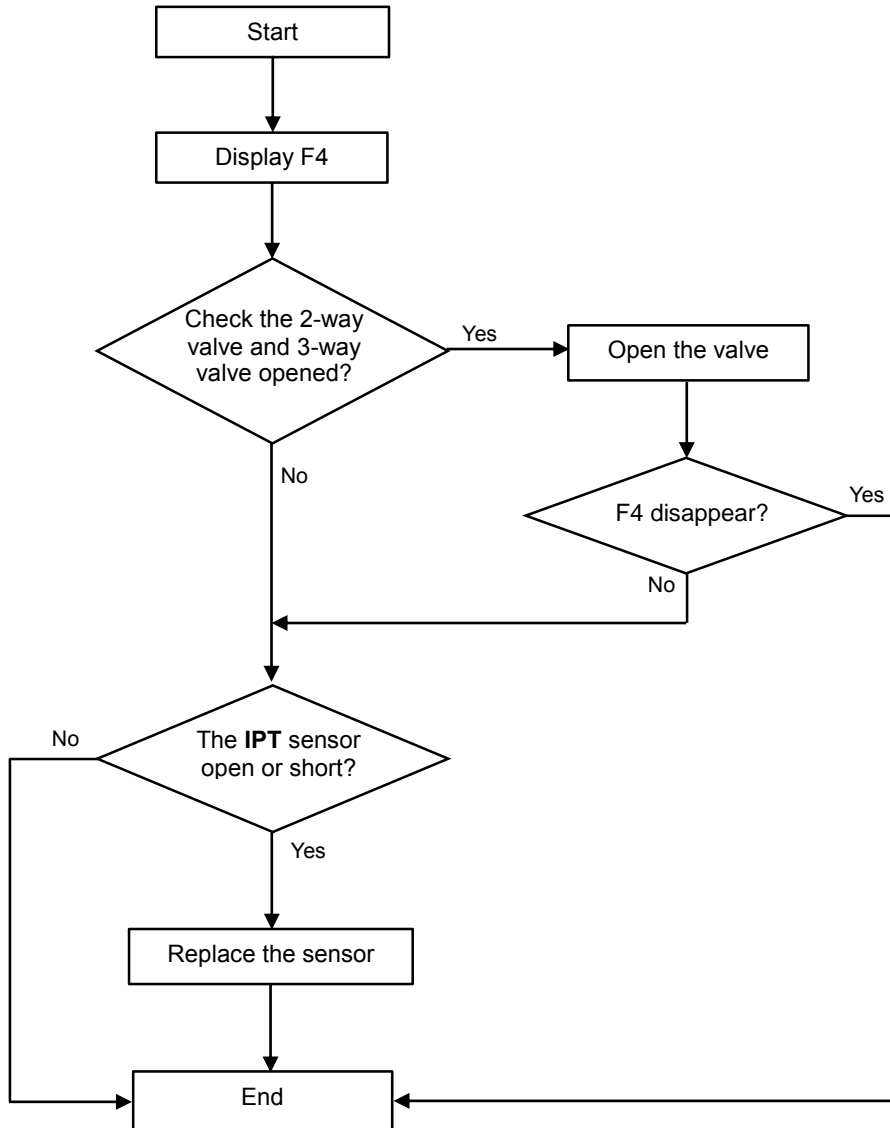 Start
Display F4
Check the 2-way
valve and 3-way
valve opened?
Yes
Open the valve
No
F4 disappear?
Yes
No
No
The IPT sensor
open or short?
Yes
Replace the sensor
End